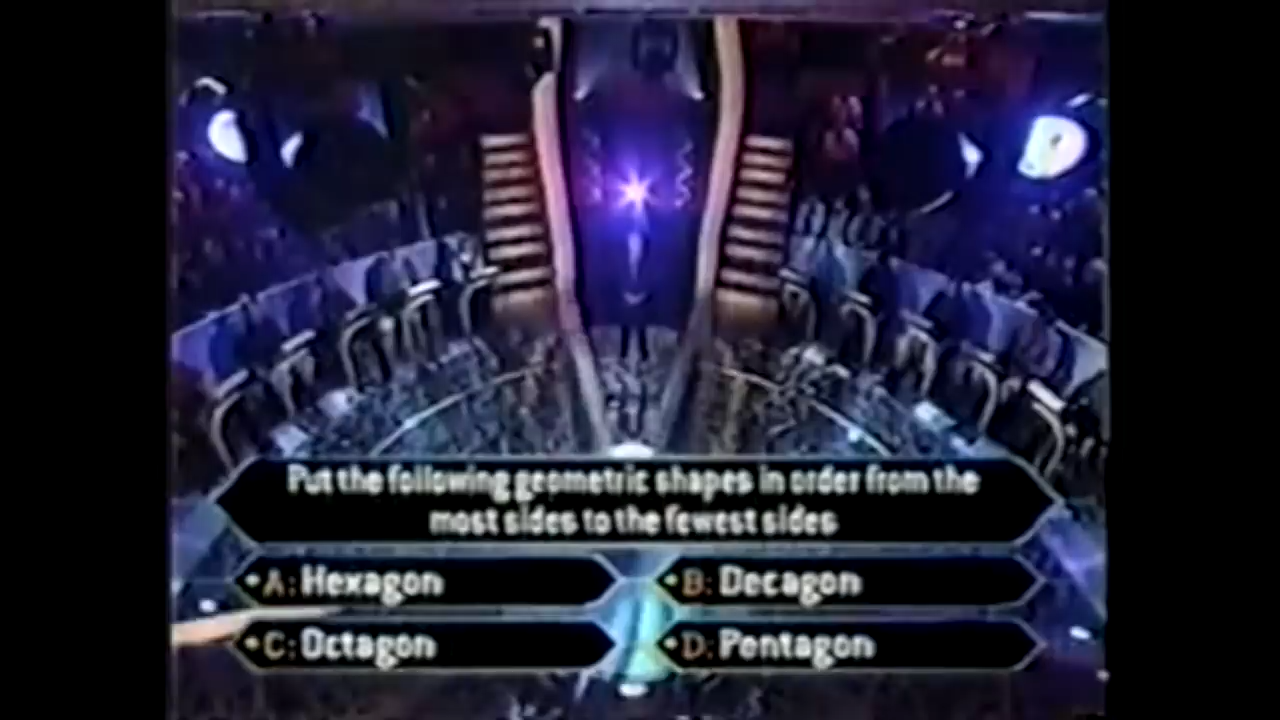 Put the following geometric shapes in order from the
most sides to the fewest sides
A: Hexagon
B: Decagon
C: Octagon
D: Pentagon